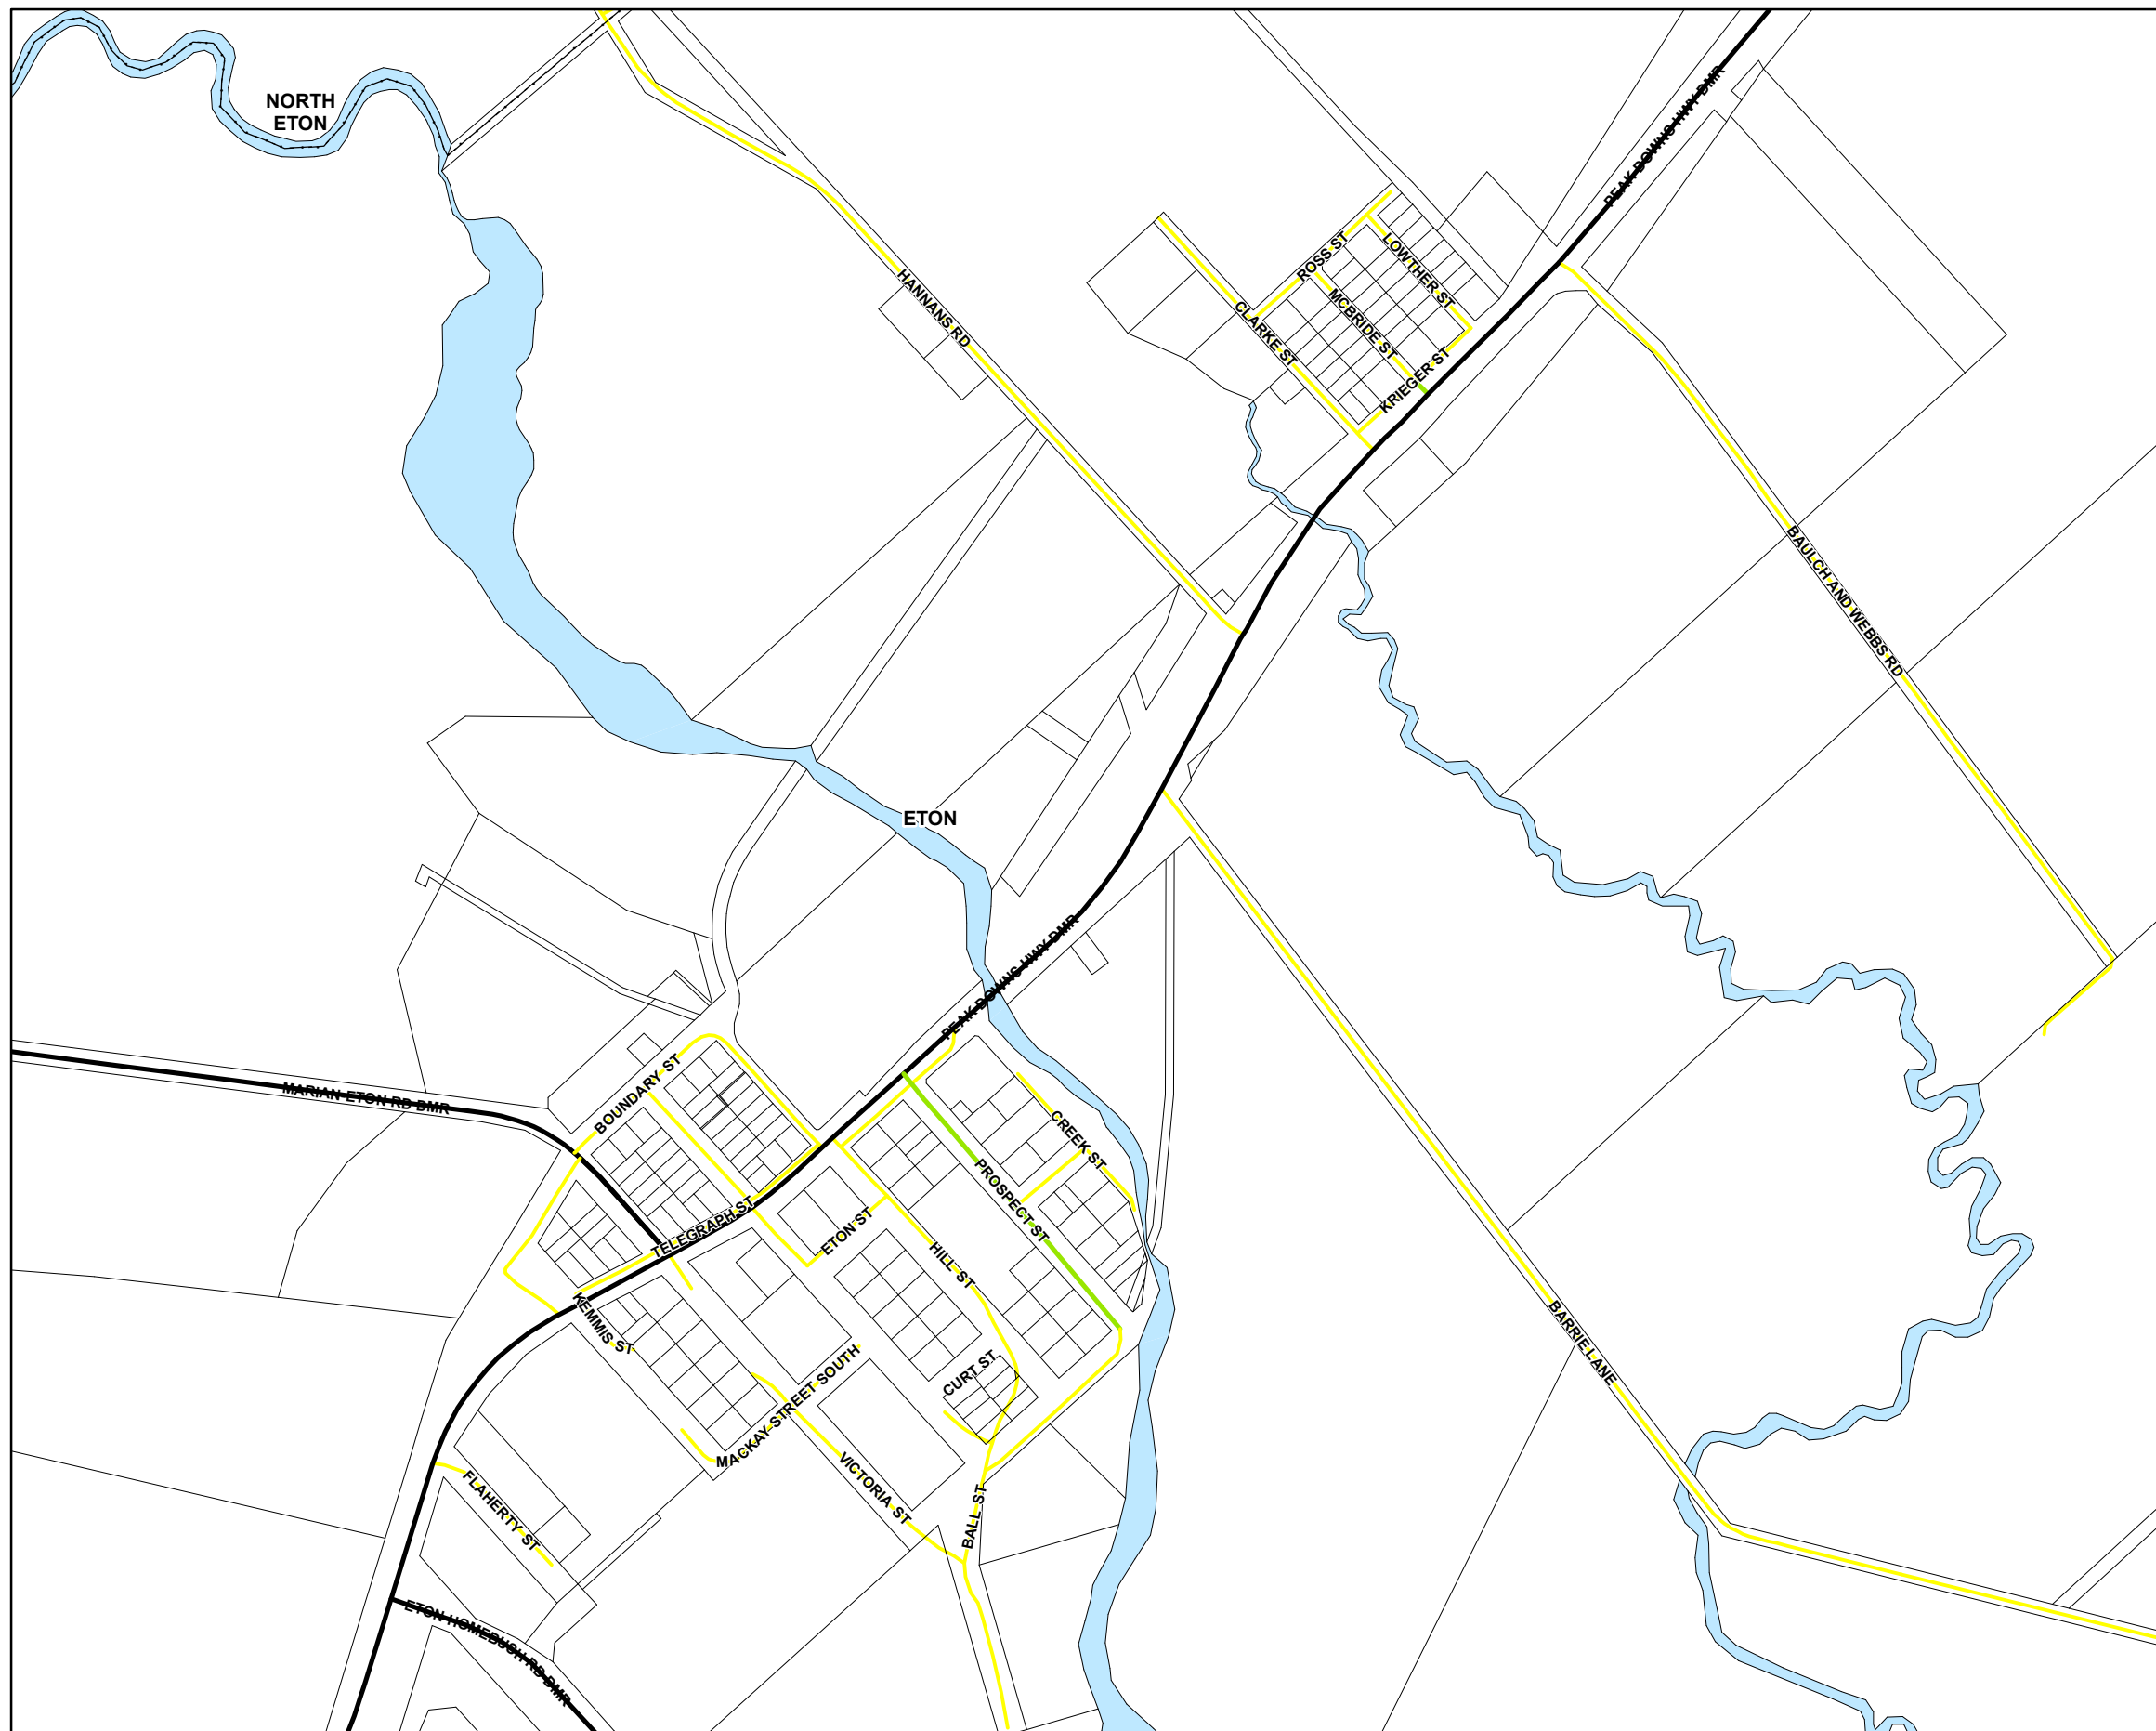 NORTH
ETON
PEAK DOWNS HWY DMR
HANNANS RD
ROSS ST
LOWTHER ST
MCBRIDE ST
CLARKE ST
KRIEGER ST
BAULCH AND WEBBS RD
ETON
PEAK DOWNS HWY DMR
MARIAN-ETON RD DMR
BOUNDARY ST
CREEK ST
PROSPECT ST
TELEGRAPH ST
ETON ST
HILL ST
KEMMIS ST
CURT ST
MACKAY STREET SOUTH
BARRIE LANE
VICTORIA ST
FLAHERTY ST
BALL ST
ETON-HOMEBUSH RD DMR